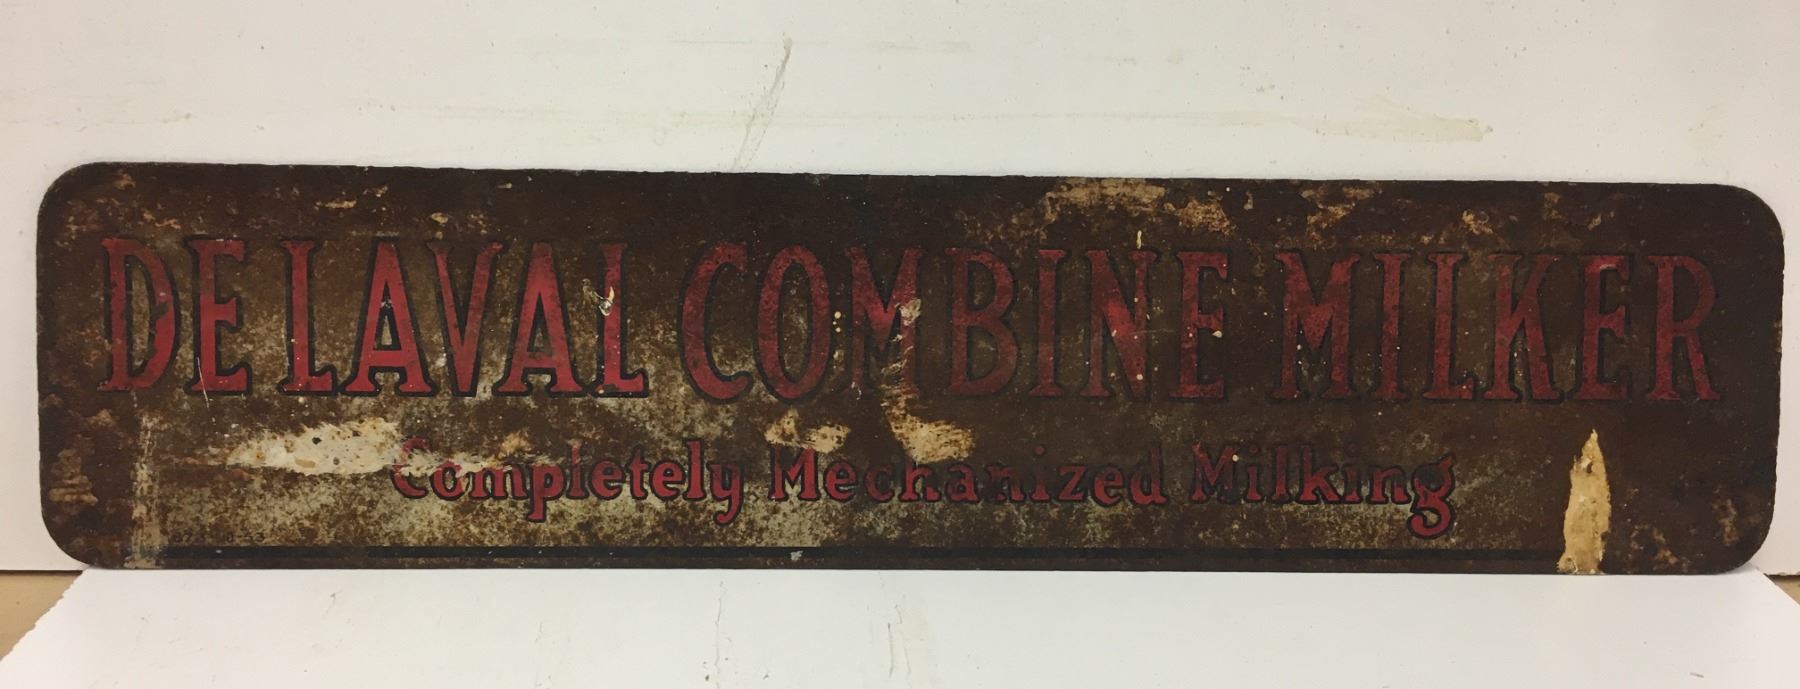 DE LAVAL COMBINE MILKER
Completely Mechanized Milking